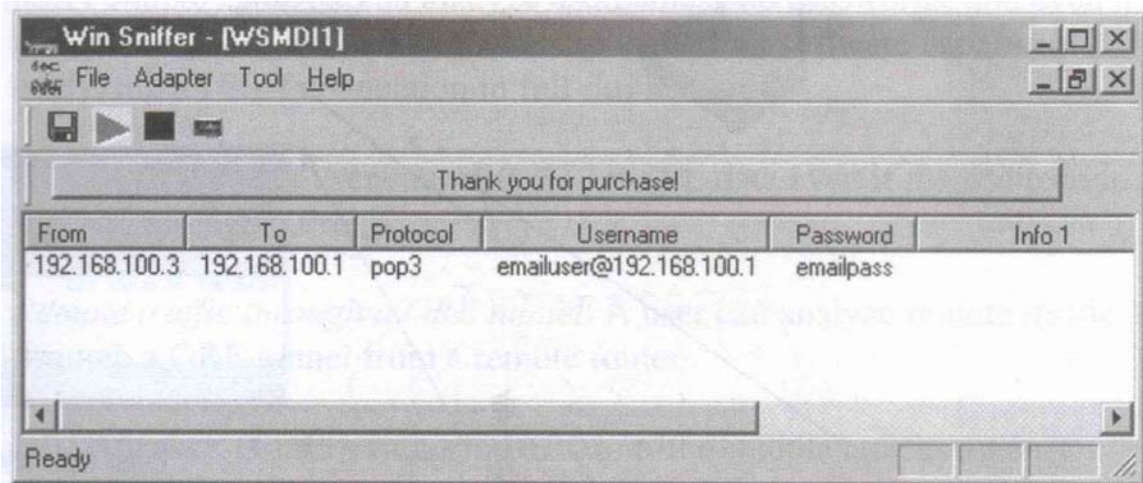 Win Sniffer - [WSMDI1]
File Adapter Tool Help
Thank you for purchase!
From To Protocol Username Password Info 1
192.168.100.3 192.168.100.1 pop3 emailuser@192.168.100.1 emailpass
Ready